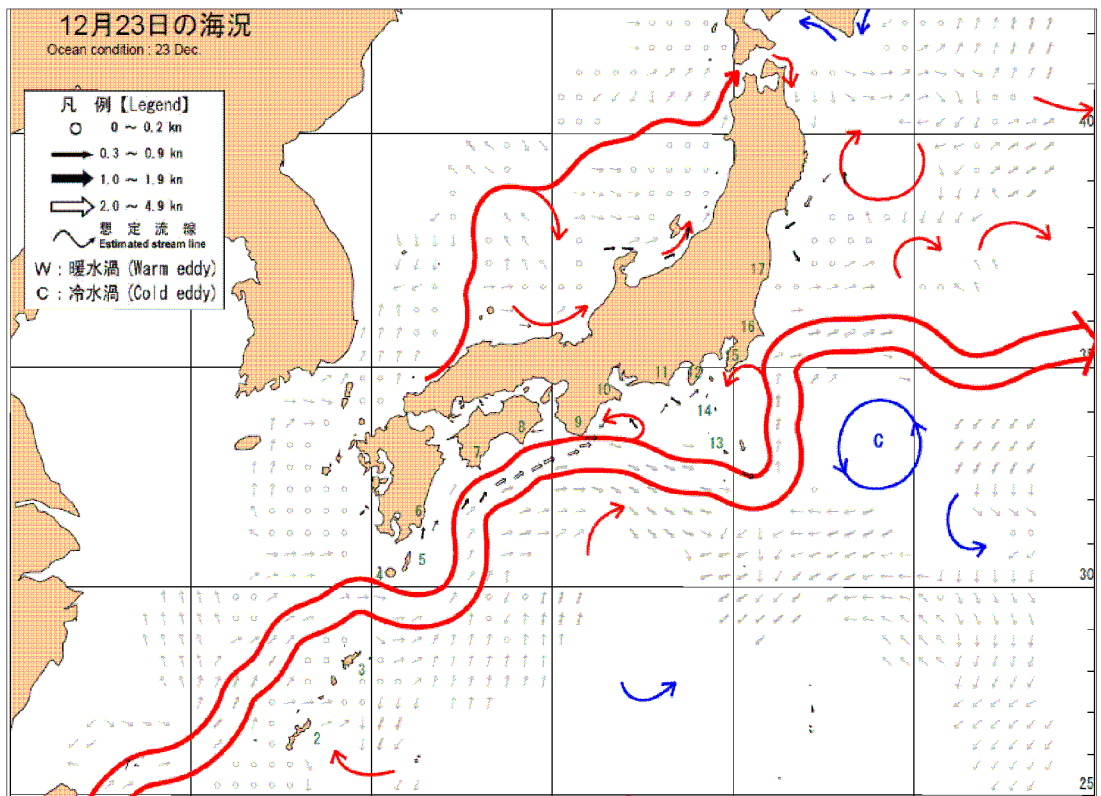 12月23日の海況
Ocean condition : 23 Dec.
凡 例【Legend】
0 ～ 0.2 kn
0.3 ～ 0.9 kn
1.0 ～ 1.9 kn
2.0 ～ 4.9 kn
想 定 流 線
Estimated stream line
W : 暖水渦 (Warm eddy)
C : 冷水渦 (Cold eddy)
40
17
16
15
35
12
11
10
14
9
8
13
7
C
6
5
4
30
3
2
25